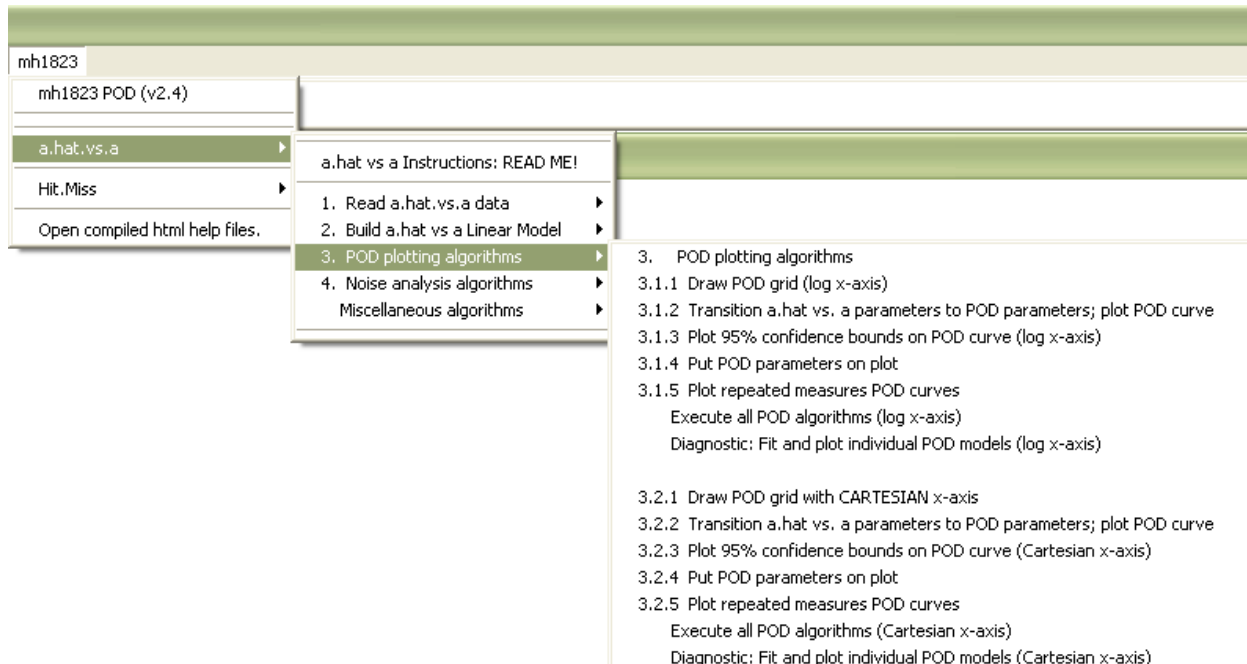 mh1823
mh1823 POD (v2.4)
a.hat.vs.a
Hit.Miss
Open compiled html help files.
a.hat vs a Instructions: READ ME!
1. Read a.hat.vs.a data
2. Build a.hat vs a Linear Model
3. POD plotting algorithms
4. Noise analysis algorithms
Miscellaneous algorithms
3. POD plotting algorithms
3.1.1 Draw POD grid (log x-axis)
3.1.2 Transition a.hat vs. a parameters to POD parameters; plot POD curve
3.1.3 Plot 95% confidence bounds on POD curve (log x-axis)
3.1.4 Put POD parameters on plot
3.1.5 Plot repeated measures POD curves
Execute all POD algorithms (log x-axis)
Diagnostic: Fit and plot individual POD models (log x-axis)
3.2.1 Draw POD grid with CARTESIAN x-axis
3.2.2 Transition a.hat vs. a parameters to POD parameters; plot POD curve
3.2.3 Plot 95% confidence bounds on POD curve (Cartesian x-axis)
3.2.4 Put POD parameters on plot
3.2.5 Plot repeated measures POD curves
Execute all POD algorithms (Cartesian x-axis)
Diagnostic: Fit and plot individual POD models (Cartesian x-axis)